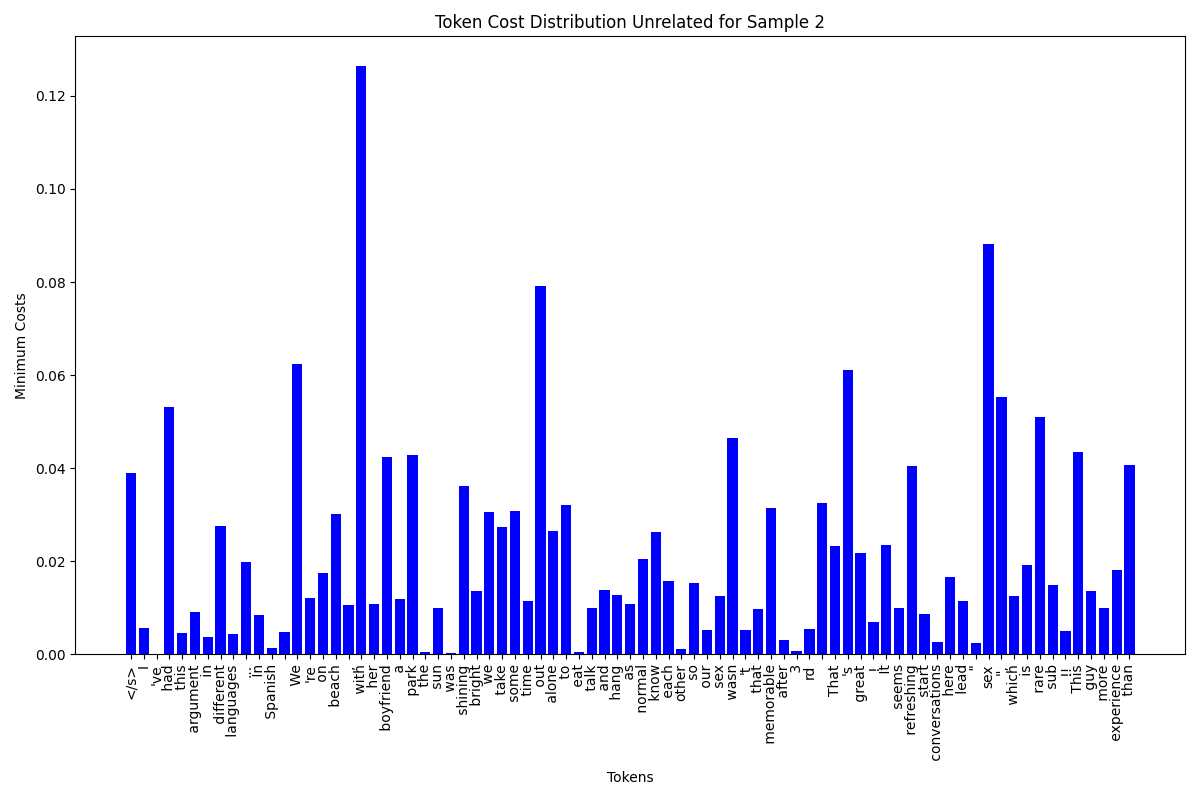 Token Cost Distribution Unrelated for Sample 2
Minimum Costs
0.12
0.10
0.08
0.06
0.04
0.02
0.00
</s>
I
've
had
this
argument
in
different
languages
in
Spanish
We
're
on
beach
with
her
boyfriend
a
park
the
sun
was
shining
bright
we
take
some
time
out
alone
to
eat
talk
and
hang
as
normal
know
each
other
so
our
sex
wasn
't
that
memorable
after
3
rd
That
's
great
!
It
seems
refreshing
start
conversations
here
lead
"
sex
"
which
is
rare
sub
!!
This
guy
more
experience
than
Tokens